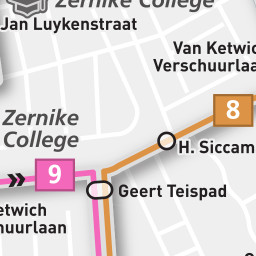 Zernike College
Jan Luykenstraat
Van Ketwich
Verschuurlaan
8
Zernike
College
H. Siccam
9
Geert Teispad
etwich
huurlaan